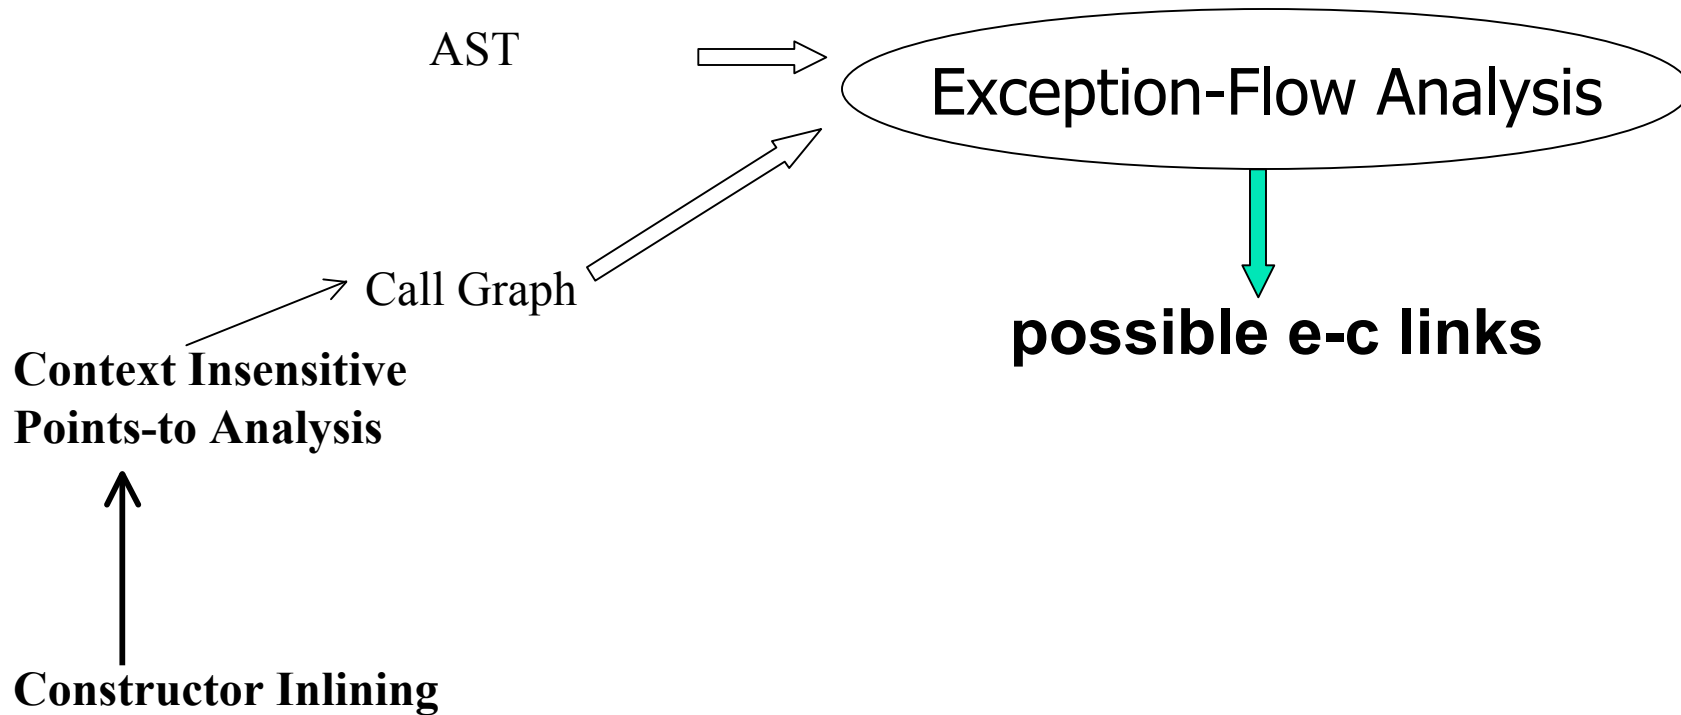 AST
Exception-Flow Analysis
Call Graph
possible e-c links
Context Insensitive
Points-to Analysis
Constructor Inlining